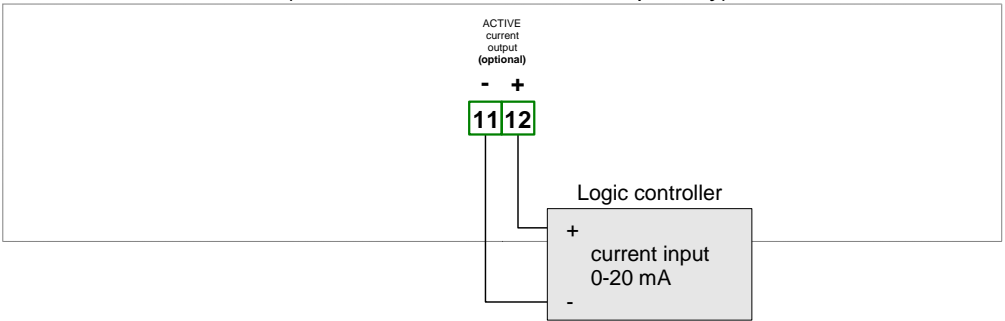 ACTIVE
current
output
(optional)
- +
11 12
Logic controller
+
current input
0-20 mA
-